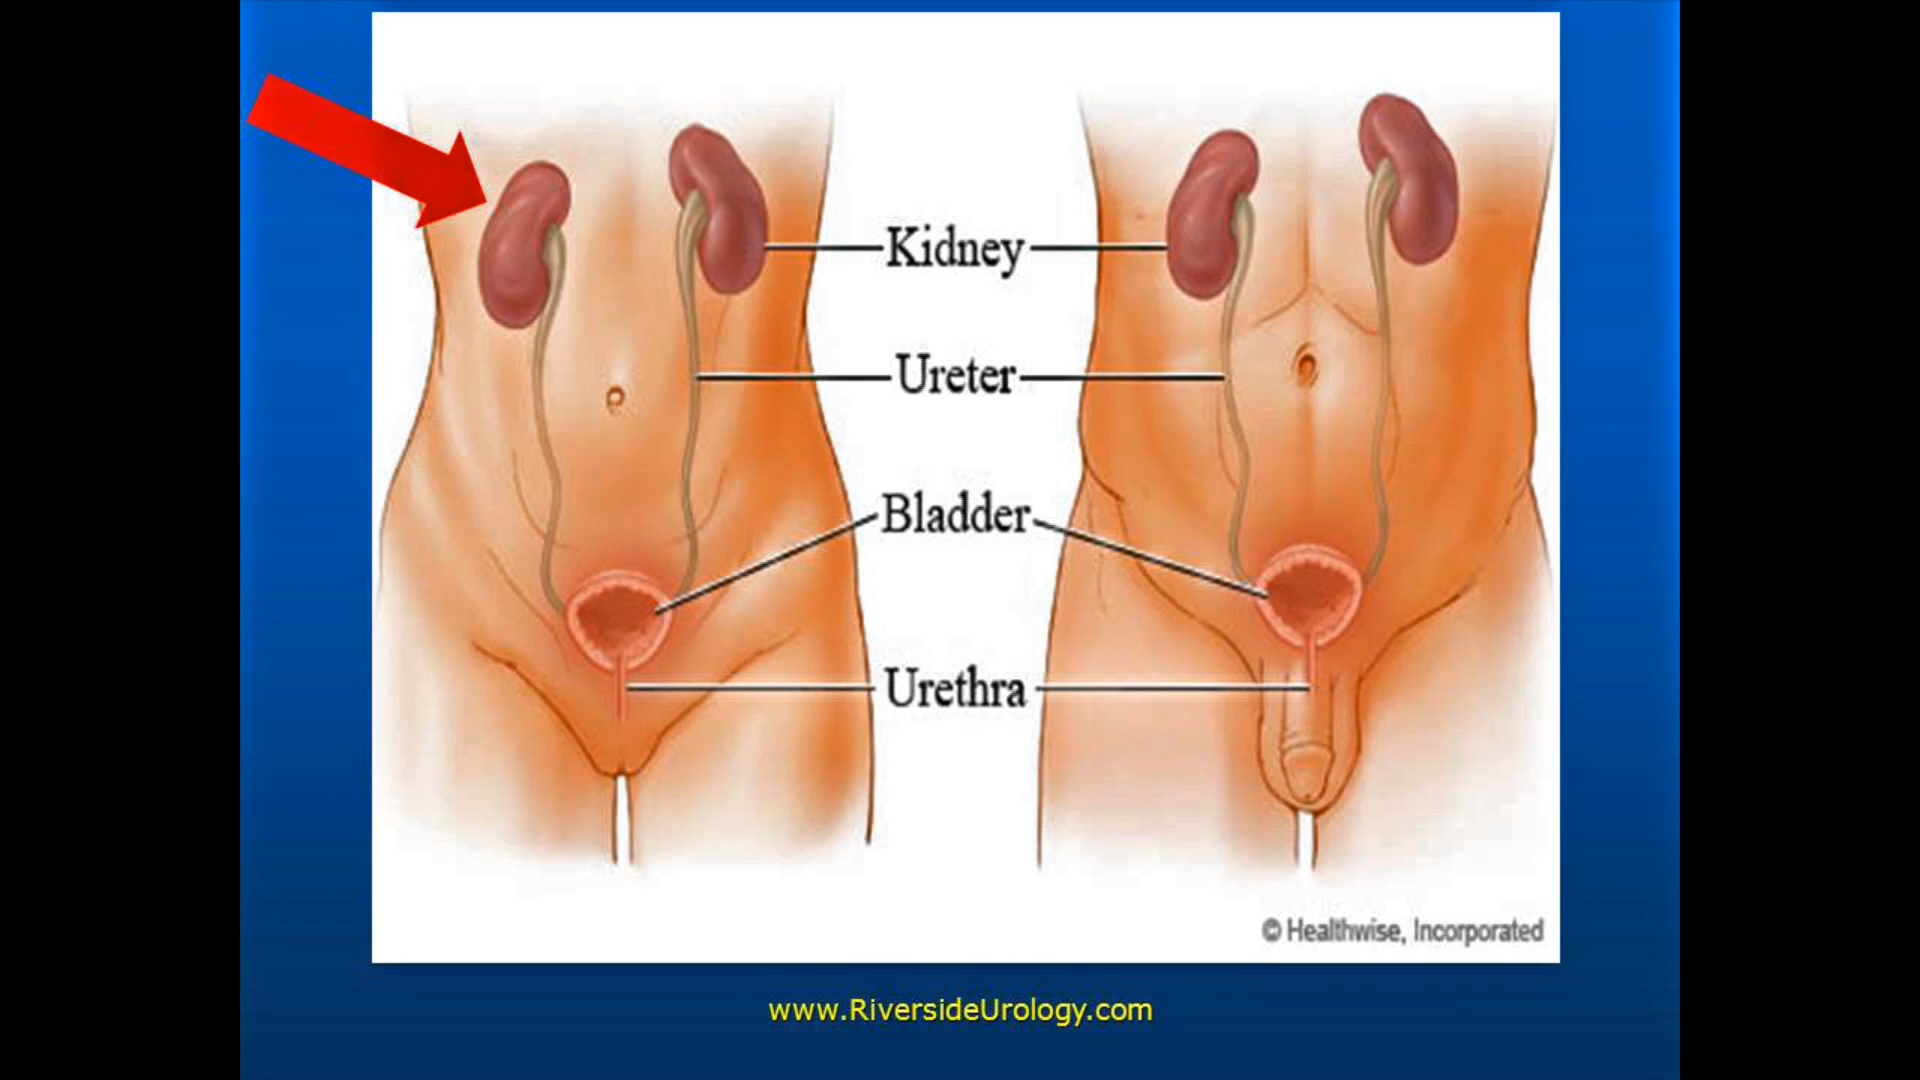 Kidney
Ureter
Bladder
Urethra
© Healthwise, Incorporated
www.RiversideUrology.com